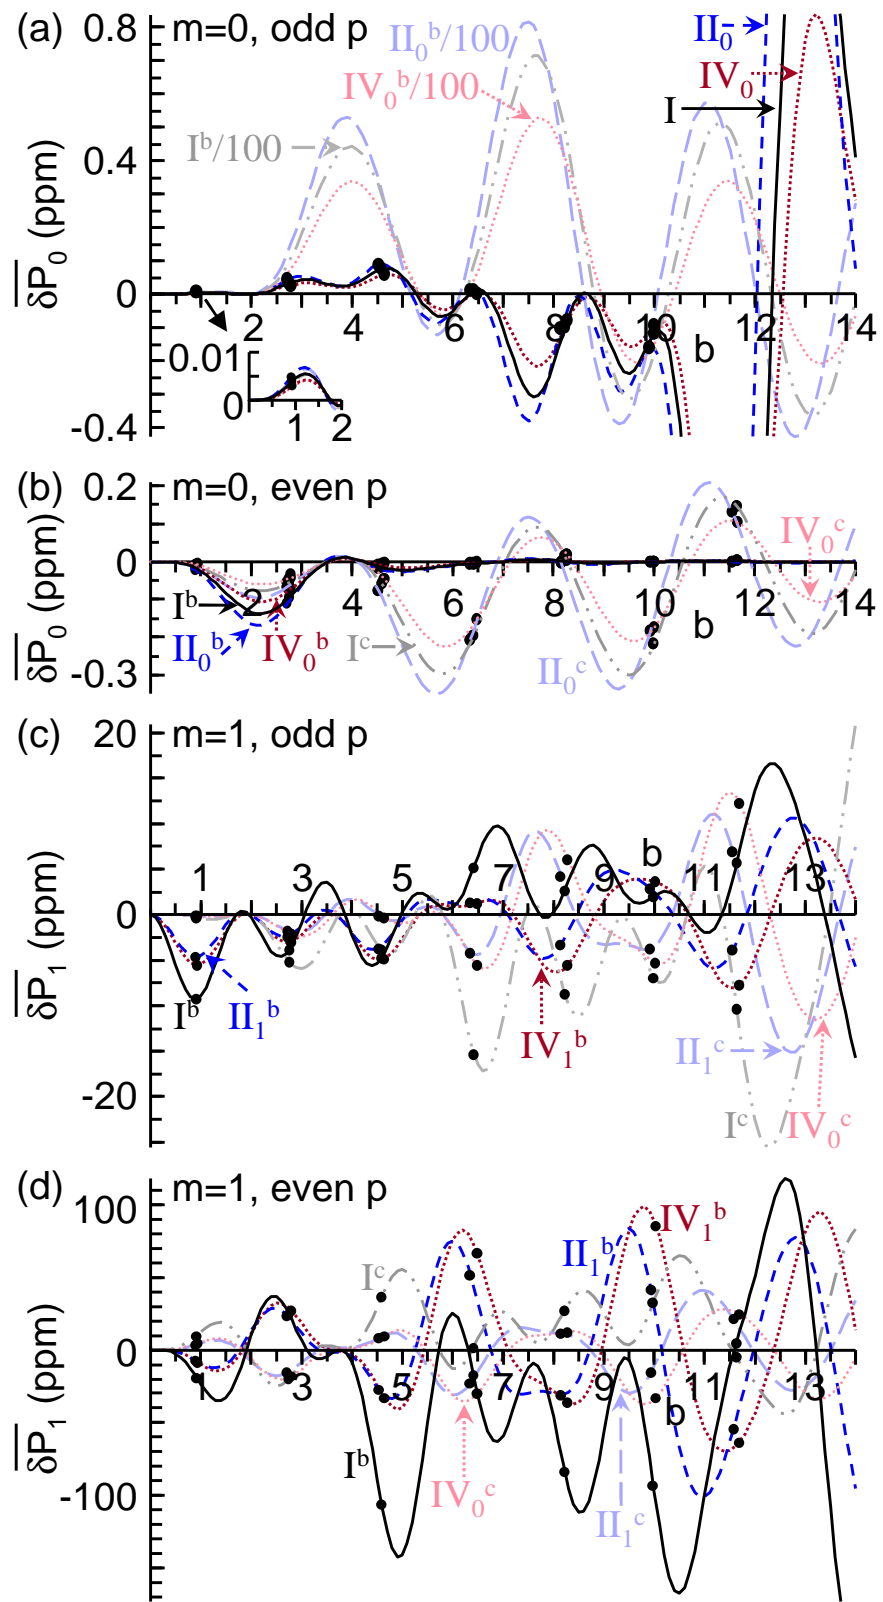 (a) m=0, odd p
0.8
II₀ᵇ/100
II₀
IV₀
IV₀ᵇ/100
I
Iᵇ/100
0.4
δP₀ (ppm)
0
2 4 6 8 10 12 14
b
0.01
0
1 2
-0.4
(b) m=0, even p
0.2
IV₀ᶜ
0
2 4 6 8 10 12 14
δP₀ (ppm)
Iᵇ
II₀ᵇ
IV₀ᵇ
Iᶜ
II₀ᶜ
b
-0.3
(c) m=1, odd p
20
b
1 3 5 7 9 11 13
0
δP₁ (ppm)
Iᵇ
II₁ᵇ
IV₁ᵇ
II₁ᶜ
Iᶜ
IV₀ᶜ
-20
(d) m=1, even p
100
IV₁ᵇ
II₁ᵇ
Iᶜ
0
1 3 5 7 9 11 13
b
δP₁ (ppm)
Iᵇ
IV₀ᶜ
II₁ᶜ
-100